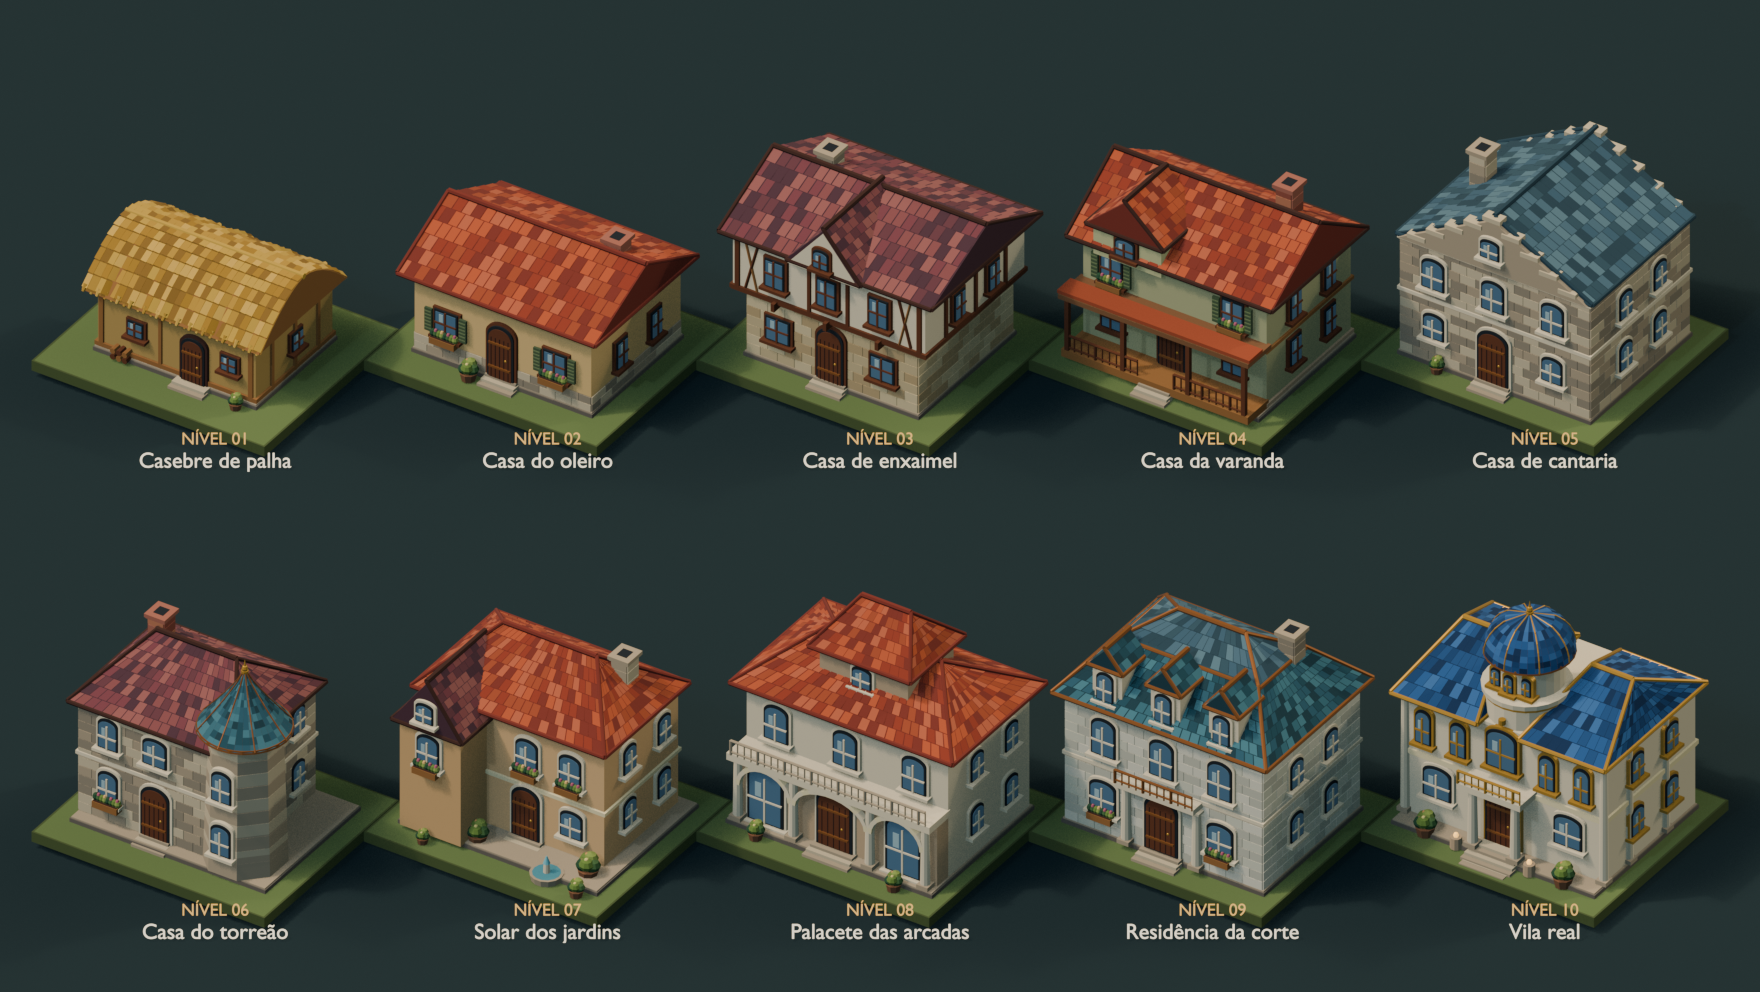 NÍVEL 01
Casebre de palha
NÍVEL 02
Casa do oleiro
NÍVEL 03
Casa de enxaimel
NÍVEL 04
Casa da varanda
NÍVEL 05
Casa de cantaria
NÍVEL 06
Casa do torreão
NÍVEL 07
Solar dos jardins
NÍVEL 08
Palacete das arcadas
NÍVEL 09
Residência da corte
NÍVEL 10
Vila real